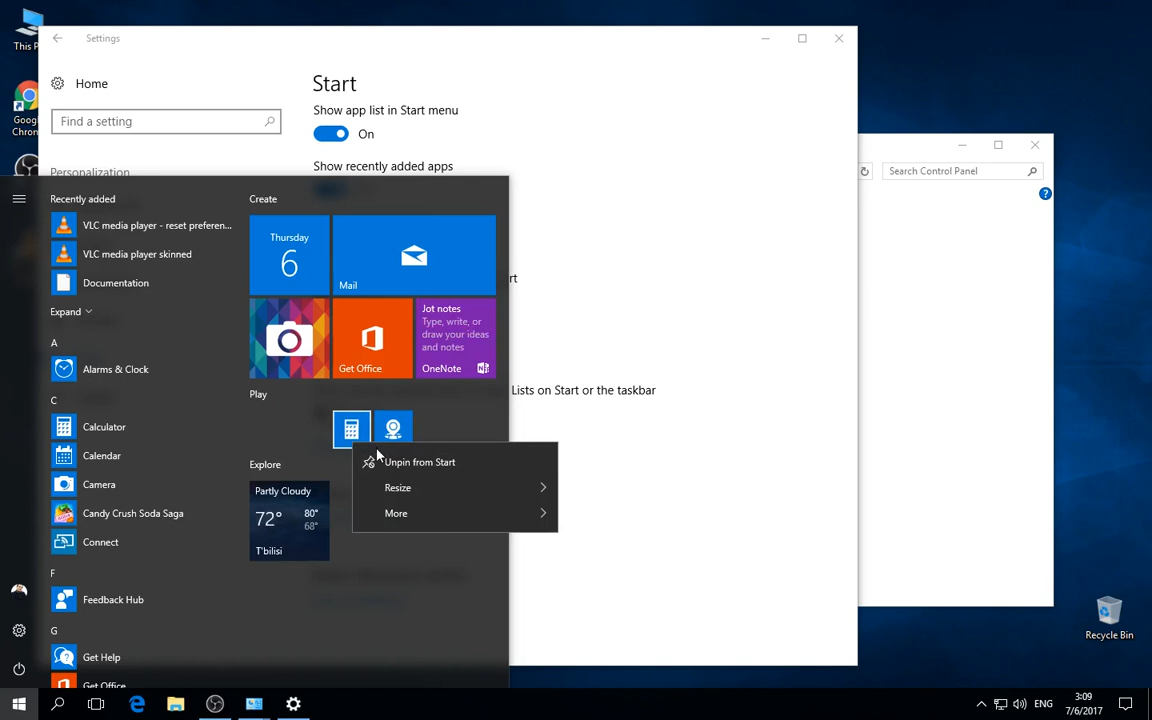 This P
Google
Chrom
Settings
Home
Find a setting
Personalization
Start
Show app list in Start menu
On
Show recently added apps
rt
Lists on Start or the taskbar
Search Control Panel
Recently added
VLC media player - reset preferen...
VLC media player skinned
Documentation
Expand
A
Alarms & Clock
C
Calculator
Calendar
Camera
Candy Crush Soda Saga
Connect
F
Feedback Hub
G
Get Help
Get Office
Create
Thursday
6
Mail
Get Office
Jot notes
Type, write, or
draw your ideas
and notes
OneNote
Play
Explore
Partly Cloudy
72° 80°
68°
T'bilisi
Unpin from Start
Resize
More
Recycle Bin
ENG
3:09
7/6/2017